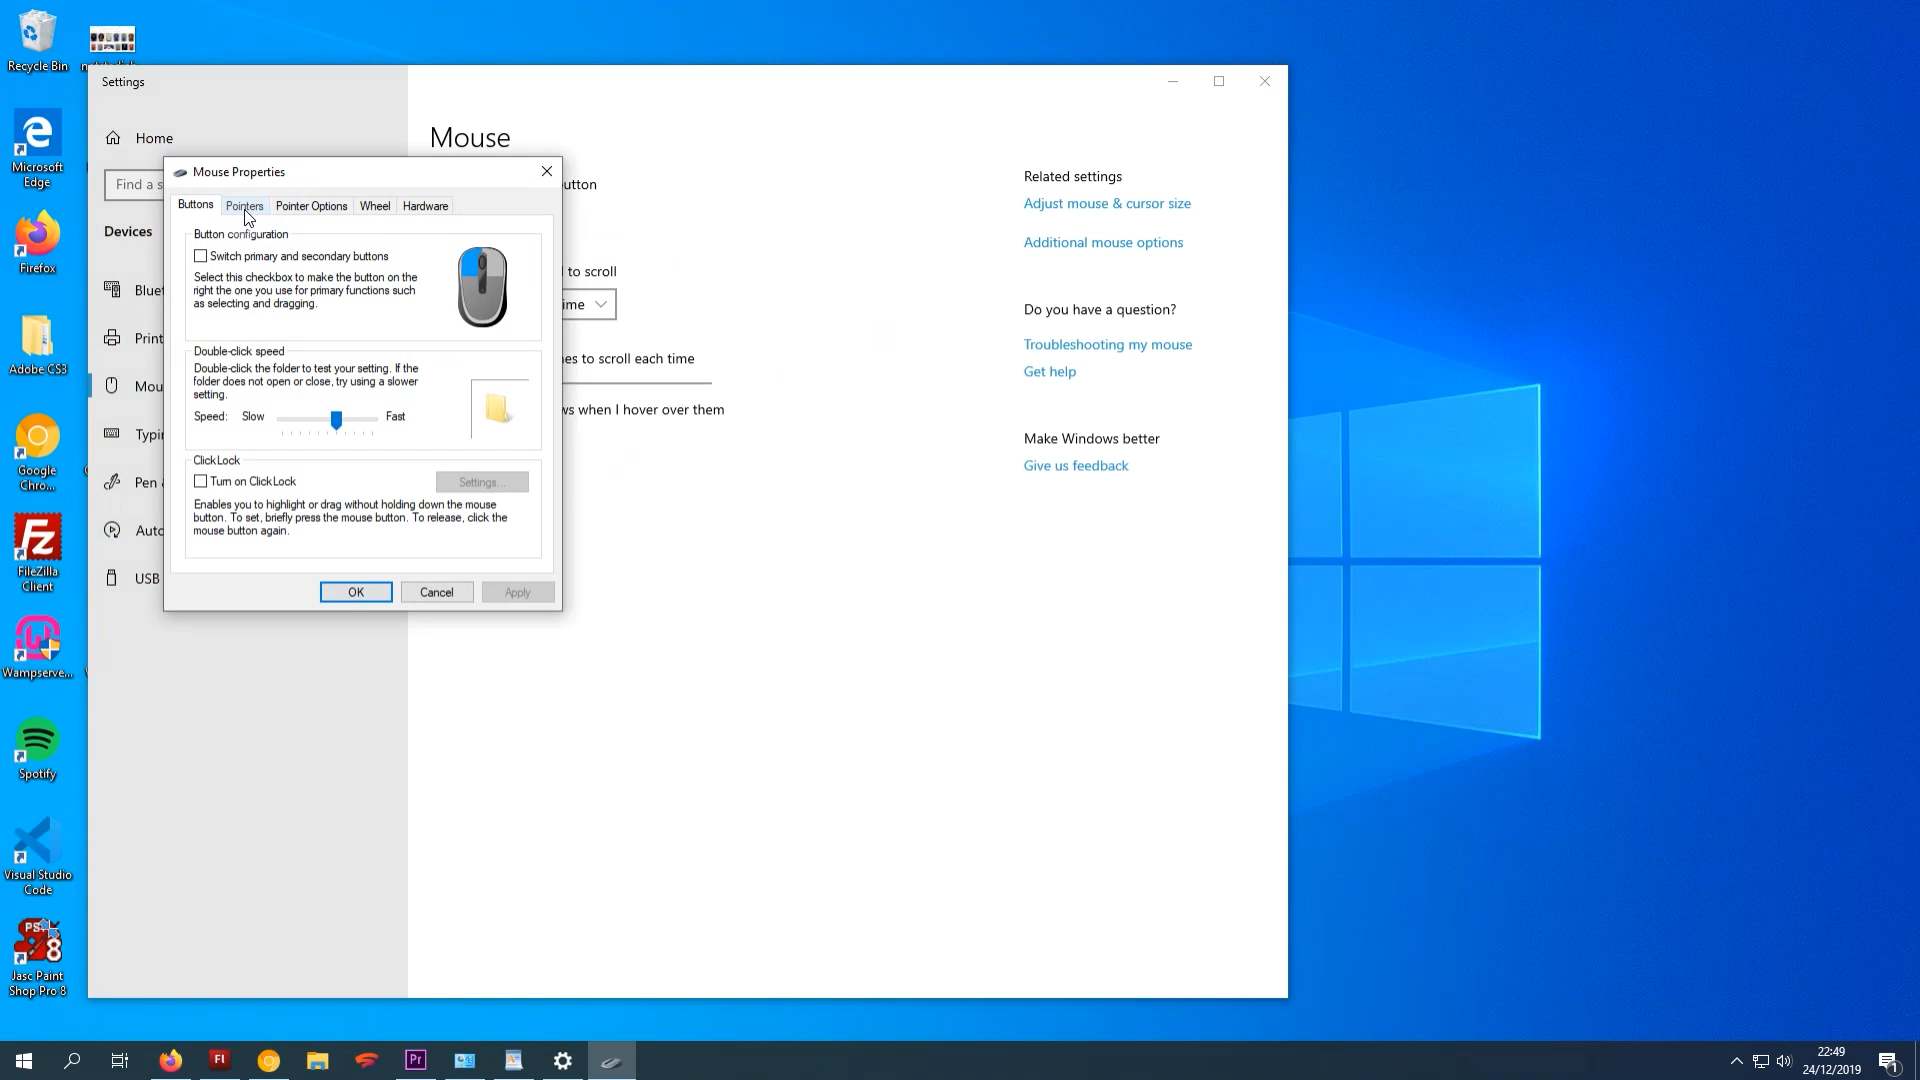 Recycle Bin
Microsoft
Edge
Firefox
Adobe CS3
Google
Chro...
FileZilla
Client
Wampserve...
Spotify
Visual Studio
Code
Jasc Paint
Shop Pro 8
Settings
Home
Find a s
Devices
Blue
Print
Mou
Typin
Pen
Auto
USB
Mouse
utton
l to scroll
ime
nes to scroll each time
ws when I hover over them
Related settings
Adjust mouse & cursor size
Additional mouse options
Do you have a question?
Troubleshooting my mouse
Get help
Make Windows better
Give us feedback
Mouse Properties
Buttons Pointers Pointer Options Wheel Hardware
Button configuration
Switch primary and secondary buttons
Select this checkbox to make the button on the
right the one you use for primary functions such
as selecting and dragging.
Double-click speed
Double-click the folder to test your setting. If the
folder does not open or close, try using a slower
setting.
Speed: Slow Fast
ClickLock
Turn on ClickLock
Settings...
Enables you to highlight or drag without holding down the mouse
button. To set, briefly press the mouse button. To release, click the
mouse button again.
OK Cancel Apply
Fl
Pr
22:49
24/12/2019
1